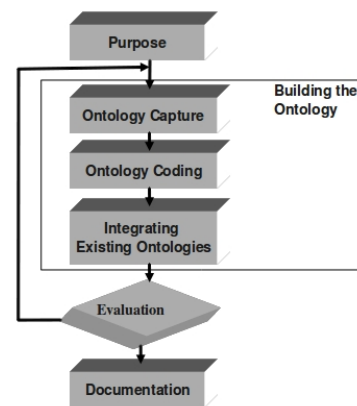 Purpose
Building the
Ontology
Ontology Capture
Ontology Coding
Integrating
Existing Ontologies
Evaluation
Documentation